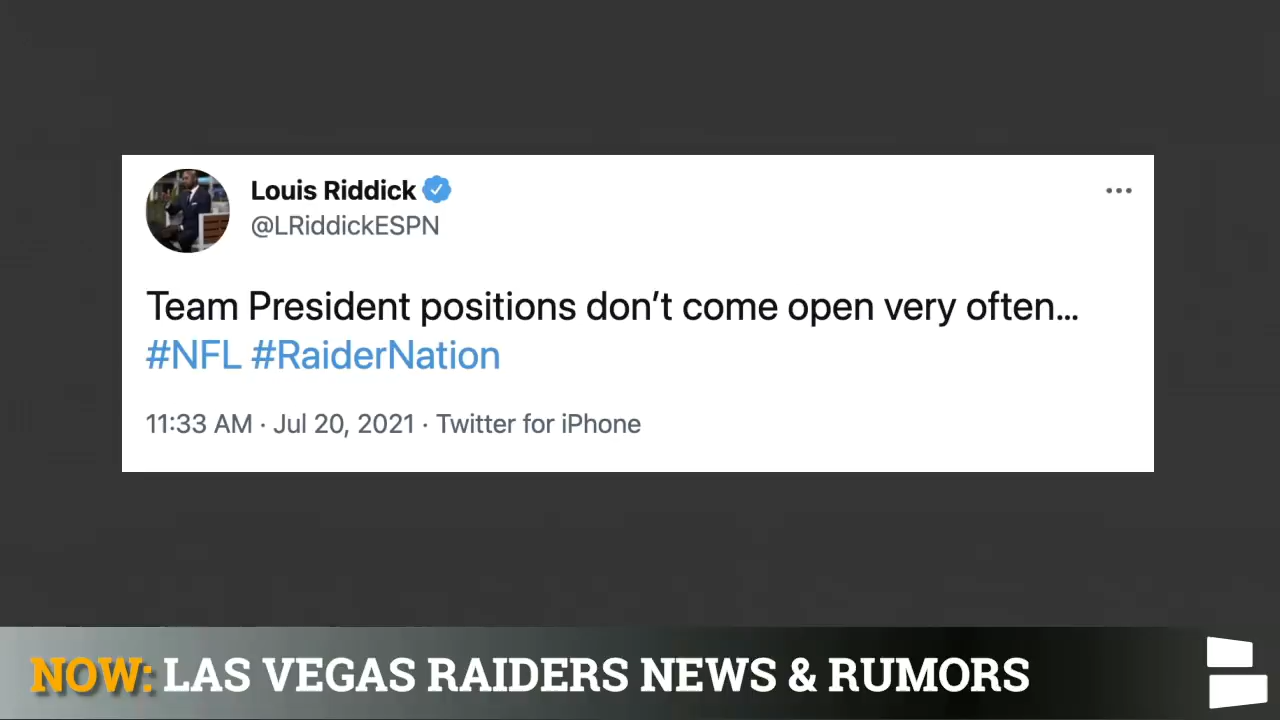 Louis Riddick
@LRiddickESPN
Team President positions don’t come open very often…
#NFL #RaiderNation
11:33 AM · Jul 20, 2021 · Twitter for iPhone
NOW: LAS VEGAS RAIDERS NEWS & RUMORS